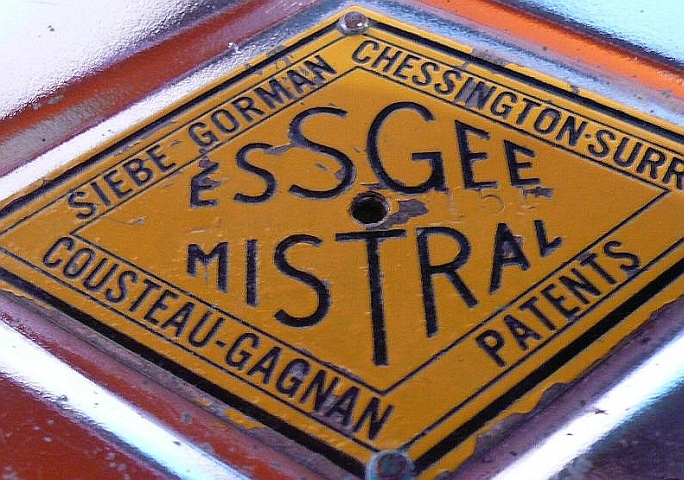 SIEBE-GORMAN
CHESSINGTON-SURR
ESSGEE
MISTRAL
COUSTEAU-GAGNAN
PATENTS